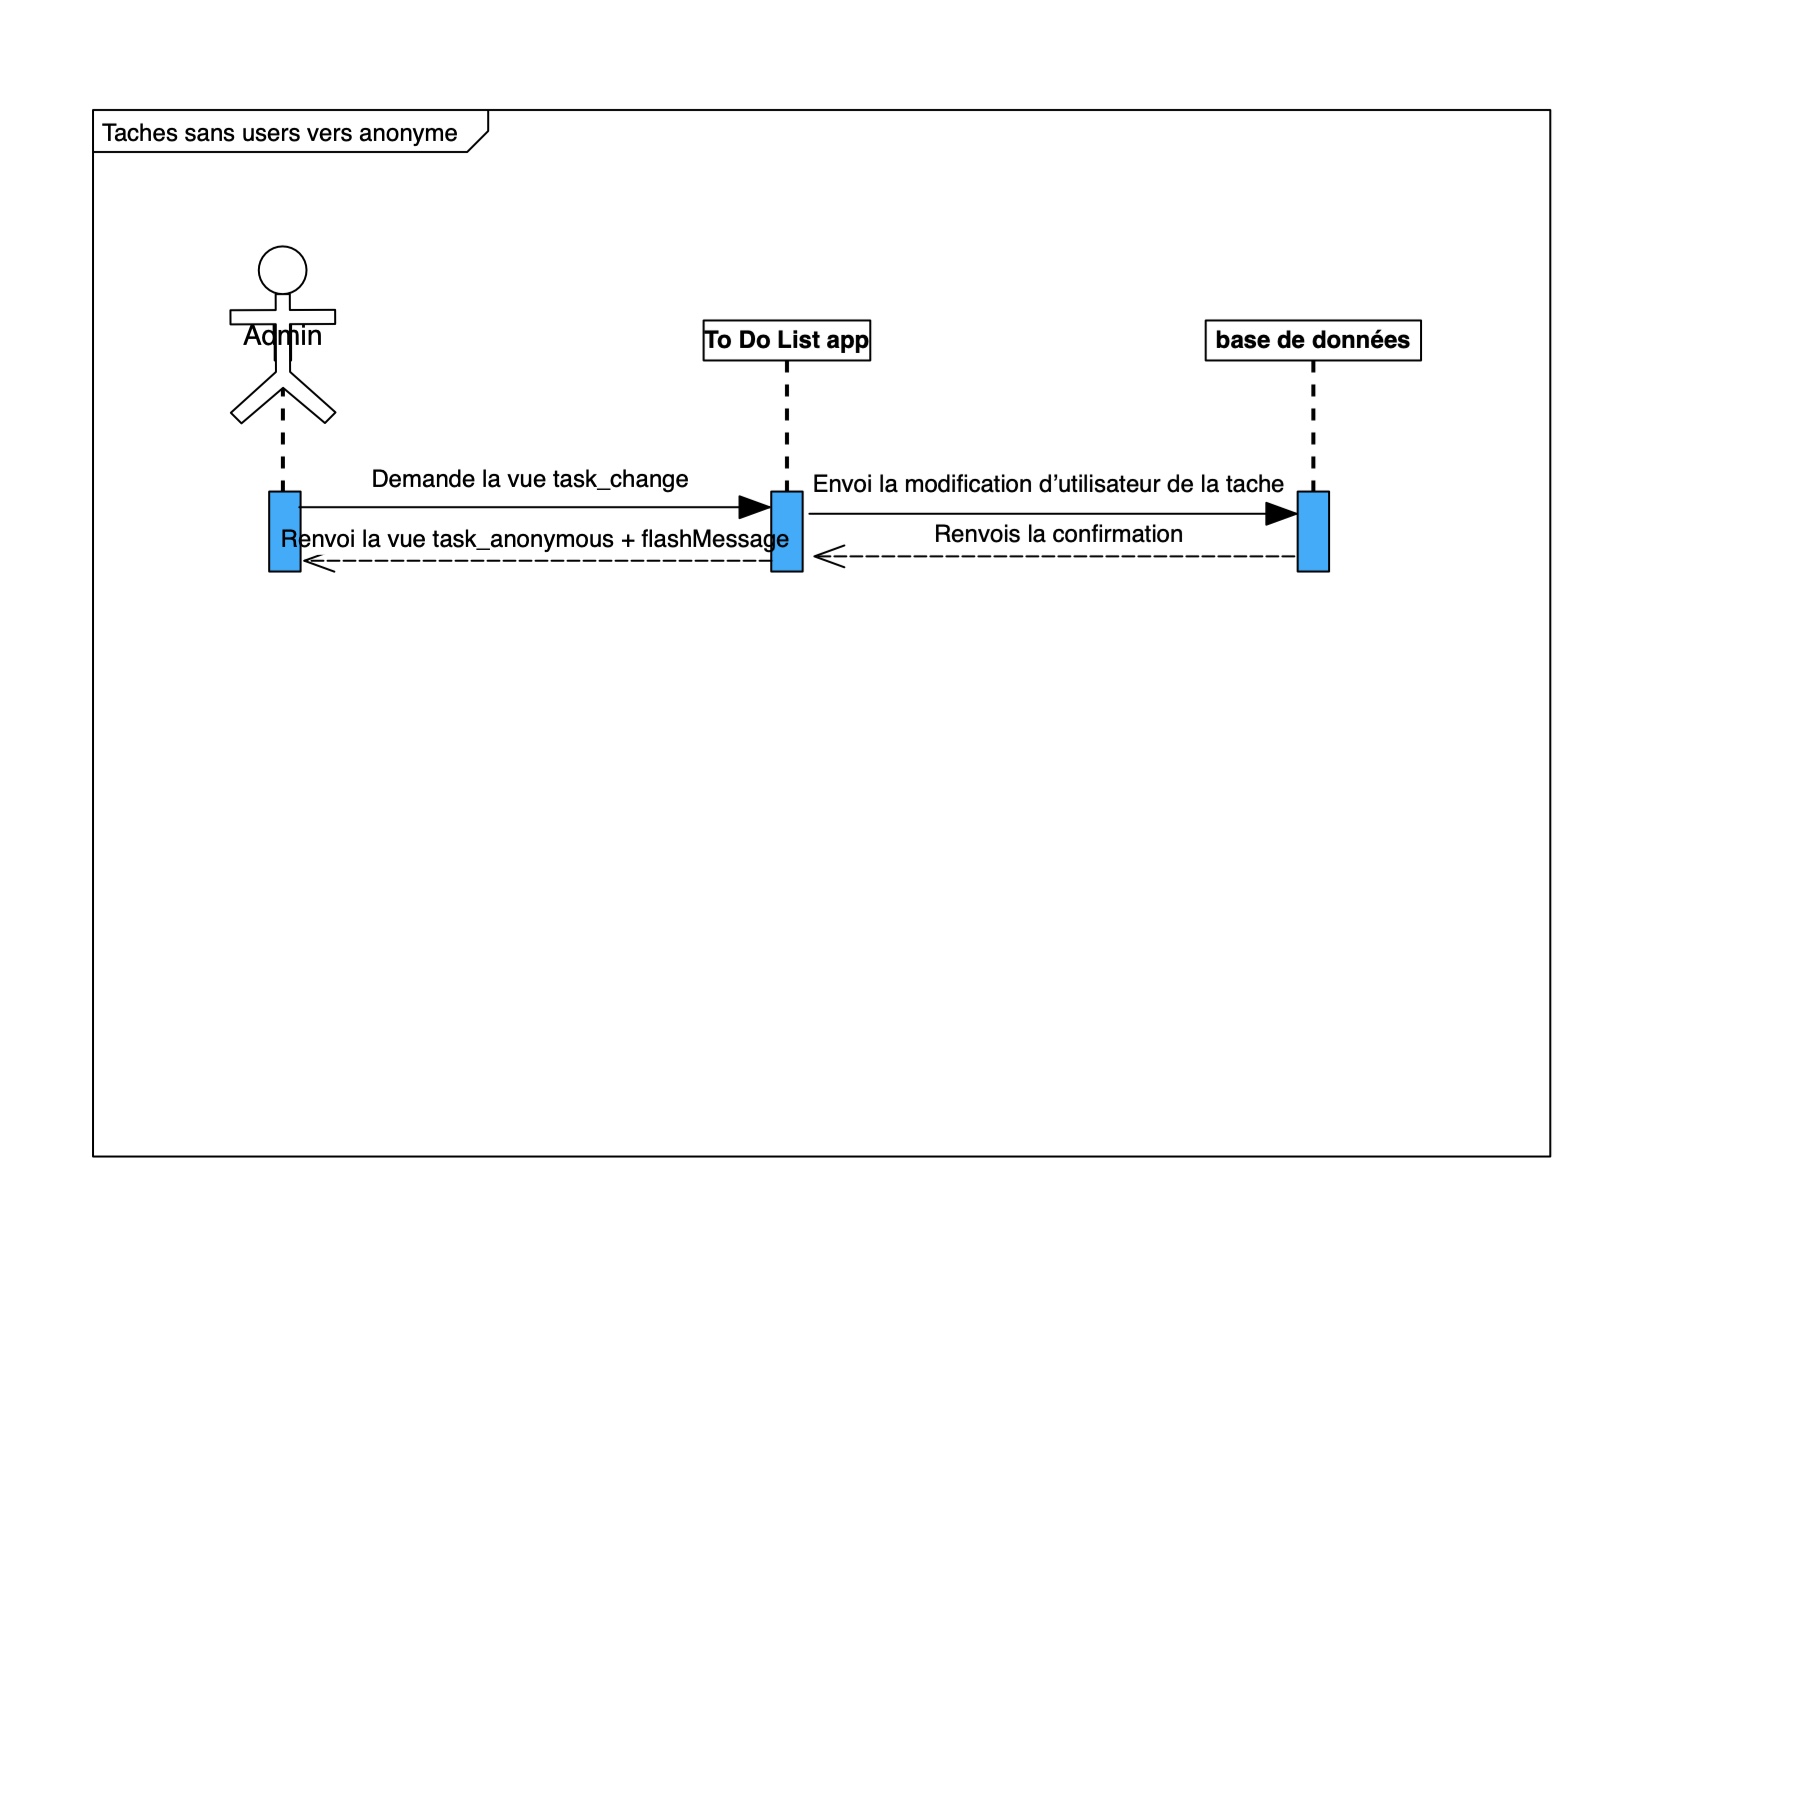 Taches sans users vers anonyme
Admin
To Do List app
base de données
Demande la vue task_change
Envoi la modification d’utilisateur de la tache
Renvoi la vue task_anonymous + flashMessage
Renvois la confirmation